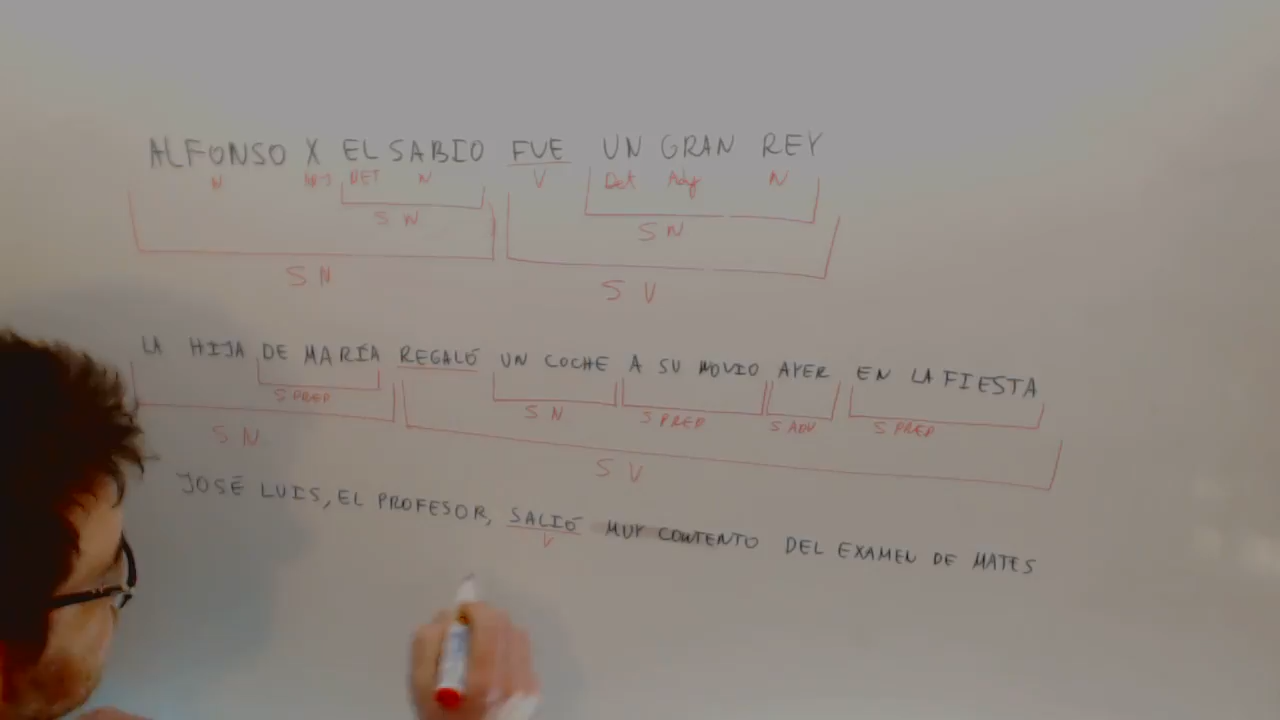 ALFONSO X EL SABIO FUE UN GRAN REY
N ADJ DET N V Det Adj N
S N S N
S N S V
LA HIJA DE MARÍA REGALÓ UN COCHE A SU NOVIO AYER EN LA FIESTA
S PREP S N S PREP S ADV S PREP
S N S V
JOSÉ LUIS, EL PROFESOR, SALIÓ MUY CONTENTO DEL EXAMEN DE MATES
V